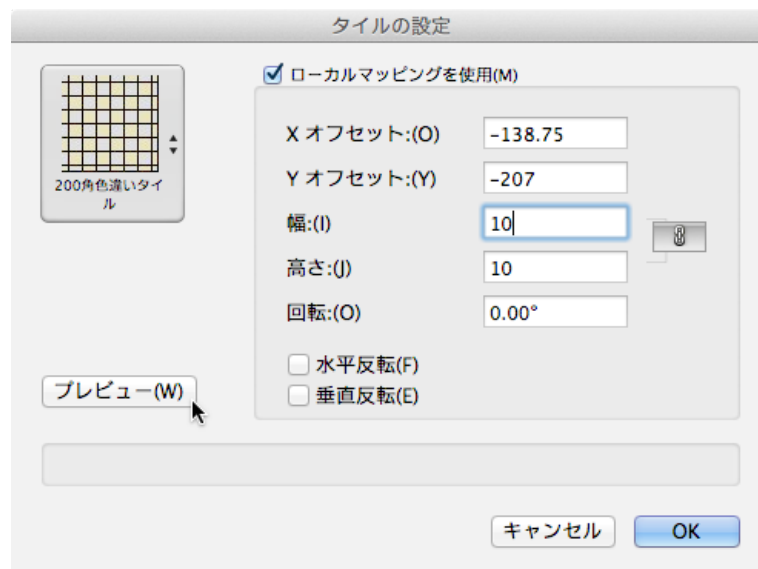 タイルの設定
ローカルマッピングを使用(M)
200角色違いタイ
ル
X オフセット:(O)
-138.75
Y オフセット:(Y)
-207
幅:(I)
10
高さ:(J)
10
回転:(O)
0.00°
水平反転(F)
垂直反転(E)
プレビュー(W)
キャンセル
OK